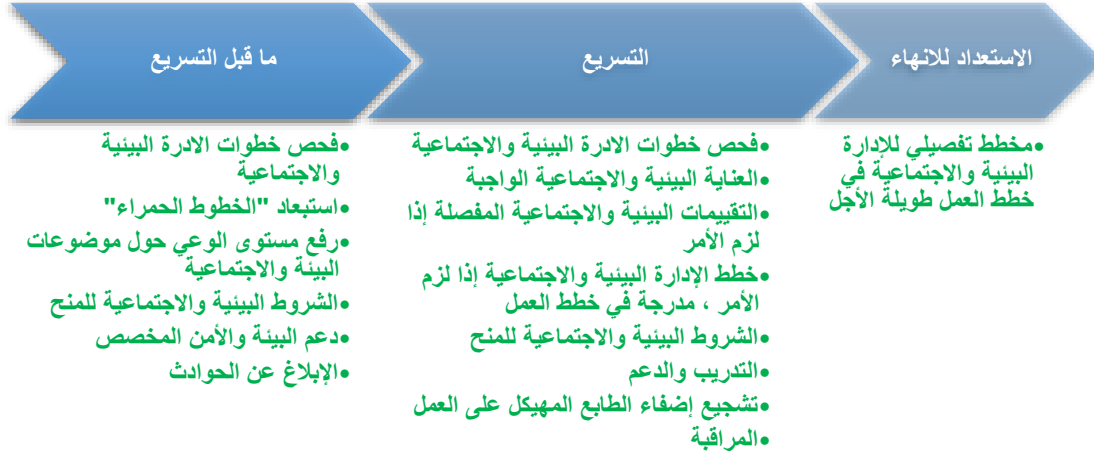 ما قبل التسريع
التسريع
الاستعداد للانهاء
•فحص خطوات الادرة البيئية
والاجتماعية
•استبعاد "الخطوط الحمراء"
•رفع مستوى الوعي حول موضوعات
البيئة والاجتماعية
•الشروط البيئية والاجتماعية للمنح
•دعم البيئة والأمن المخصص
•الإبلاغ عن الحوادث
•فحص خطوات الادرة البيئية والاجتماعية
•العناية البيئية والاجتماعية الواجبة
•التقييمات البيئية والاجتماعية المفصلة إذا
لزم الأمر
•خطط الإدارة البيئية والاجتماعية إذا لزم
الأمر ، مدرجة في خطط العمل
•الشروط البيئية والاجتماعية للمنح
•التدريب والدعم
•تشجيع إضفاء الطابع المهيكل على العمل
•المراقبة
•مخطط تفصيلي للإدارة
البيئية والاجتماعية في
خطط العمل طويلة الأجل